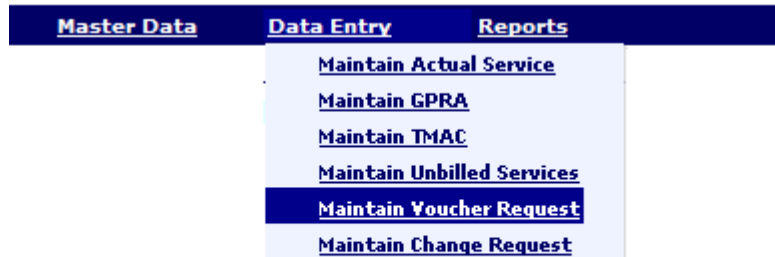 Master Data Data Entry Reports
Maintain Actual Service
Maintain GPRA
Maintain TMAC
Maintain Unbilled Services
Maintain Voucher Request
Maintain Change Request